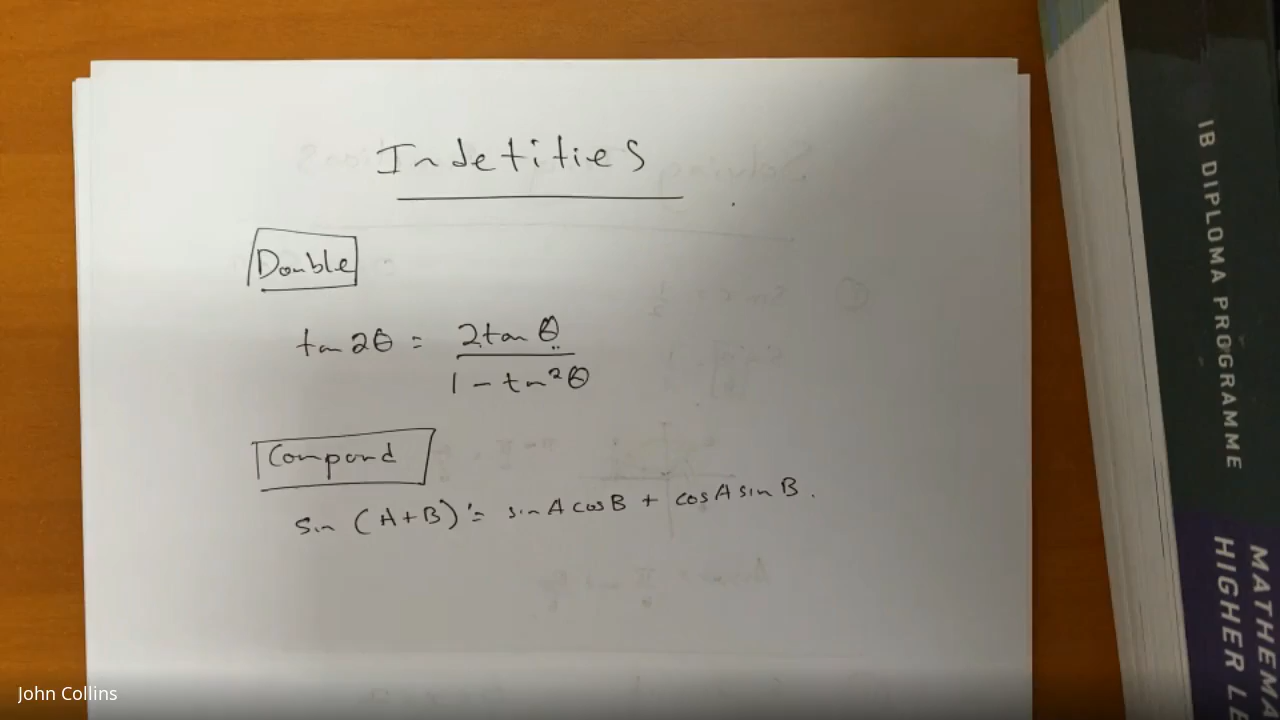 Indetities
Double
tan 2θ = 2tan θ / 1 - tan²θ
Compond
Sin (A+B) = sin A cos B + cos A sin B.
IB DIPLOMA PROGRAMME
MATHEMA
HIGHER LE
John Collins